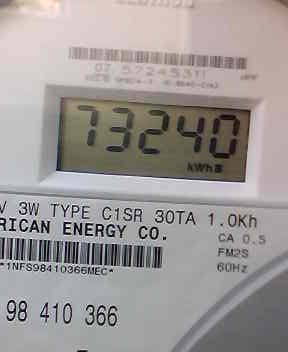 07 57245311
73240
kWh
V 3W TYPE C1SR 30TA 1.0Kh
RICAN ENERGY CO.
CA 0.5
FM2S
60Hz
*1NFS98410366MEC*
98 410 366